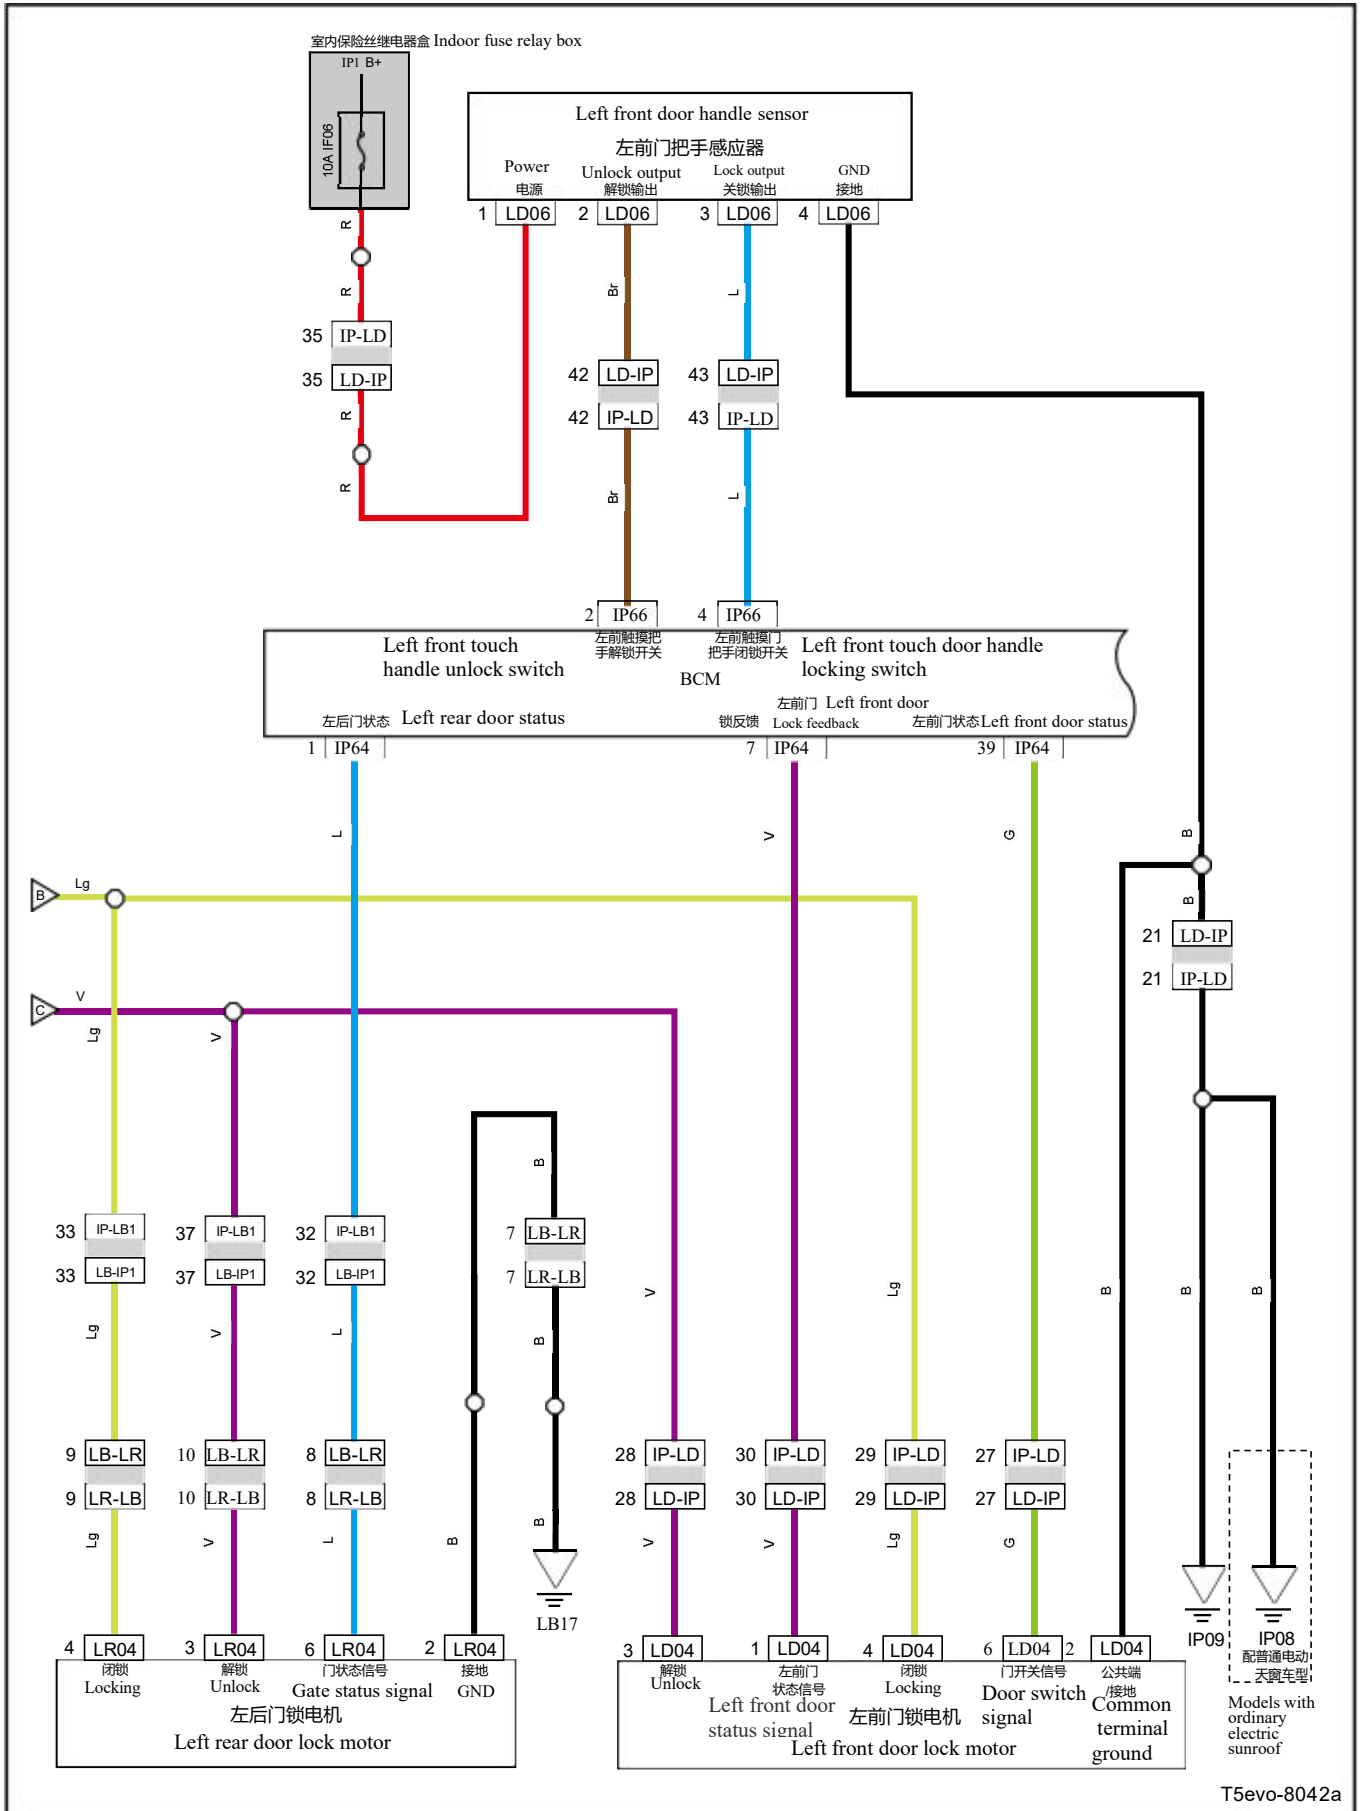 室内保险丝继电器盒 Indoor fuse relay box
IP1 B+
10A IF06
Left front door handle sensor
左前门把手感应器
Power
Unlock output
Lock output
GND
电源
解锁输出
关锁输出
接地
1 LD06
2 LD06
3 LD06
4 LD06
R
R
Br
L
35 IP-LD
35 LD-IP
42 LD-IP
43 LD-IP
42 IP-LD
43 IP-LD
R
R
Br
L
2 IP66
4 IP66
Left front touch
handle unlock switch
左前触摸把
手解锁开关
左前触摸门
把手闭锁开关
Left front touch door handle
locking switch
BCM
左后门状态 Left rear door status
左前门 Left front door
锁反馈 Lock feedback
左前门状态 Left front door status
1 IP64
7 IP64
39 IP64
L
V
G
B
B
B Lg
21 LD-IP
21 IP-LD
C V
Lg
V
B
33 IP-LB1
37 IP-LB1
32 IP-LB1
7 LB-LR
33 LB-IP1
37 LB-IP1
32 LB-IP1
7 LR-LB
Lg
V
L
B
V
Lg
B
B
B
9 LB-LR
10 LB-LR
8 LB-LR
28 IP-LD
30 IP-LD
29 IP-LD
27 IP-LD
9 LR-LB
10 LR-LB
8 LR-LB
28 LD-IP
30 LD-IP
29 LD-IP
27 LD-IP
Lg
V
L
B
B
V
V
Lg
G
LB17
IP09
IP08
配普通电动
天窗车型
Models with
ordinary
electric
sunroof
4 LR04
3 LR04
6 LR04
2 LR04
闭锁
Locking
解锁
Unlock
门状态信号
Gate status signal
接地
GND
左后门锁电机
Left rear door lock motor
3 LD04
1 LD04
4 LD04
6 LD04
2 LD04
解锁
Unlock
左前门
状态信号
Left front door
status signal
闭锁
Locking
门开关信号
Door switch
signal
公共端
/接地
Common
terminal
ground
左前门锁电机
Left front door lock motor
T5evo-8042a